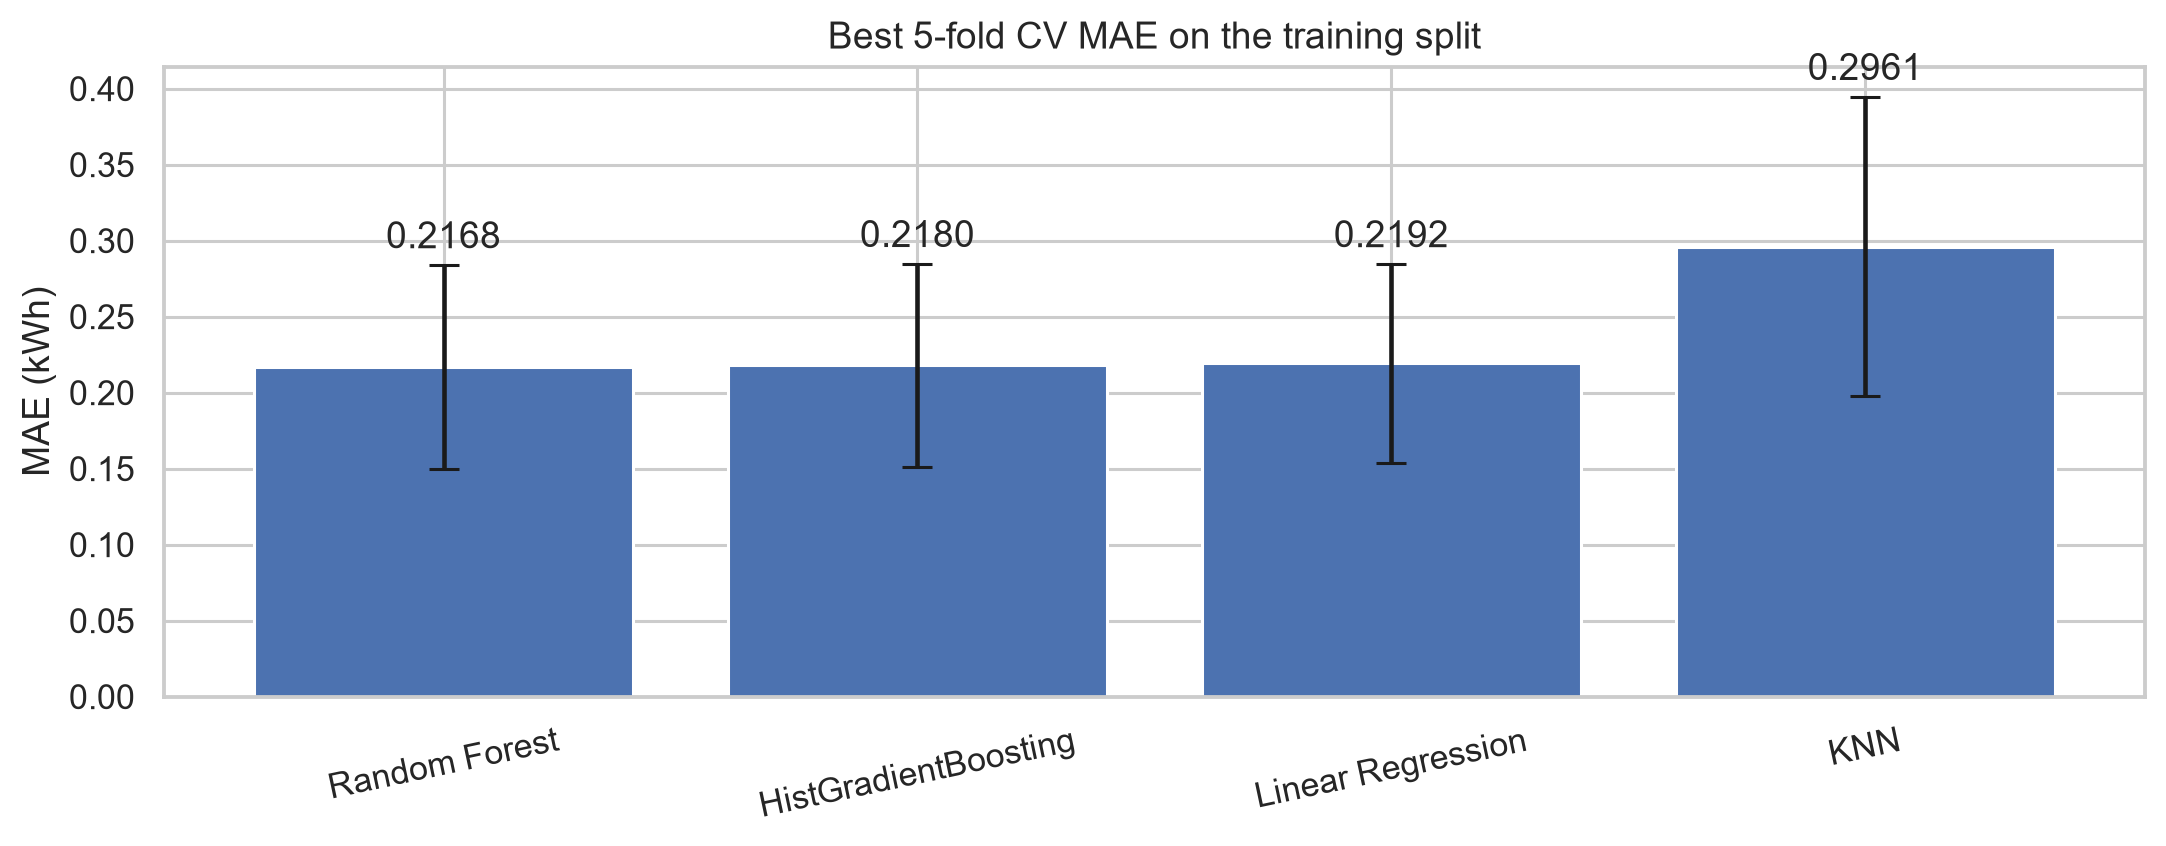 Best 5-fold CV MAE on the training split
MAE (kWh)
0.40
0.35
0.30
0.25
0.20
0.15
0.10
0.05
0.00
0.2168
0.2180
0.2192
0.2961
Random Forest
HistGradientBoosting
Linear Regression
KNN